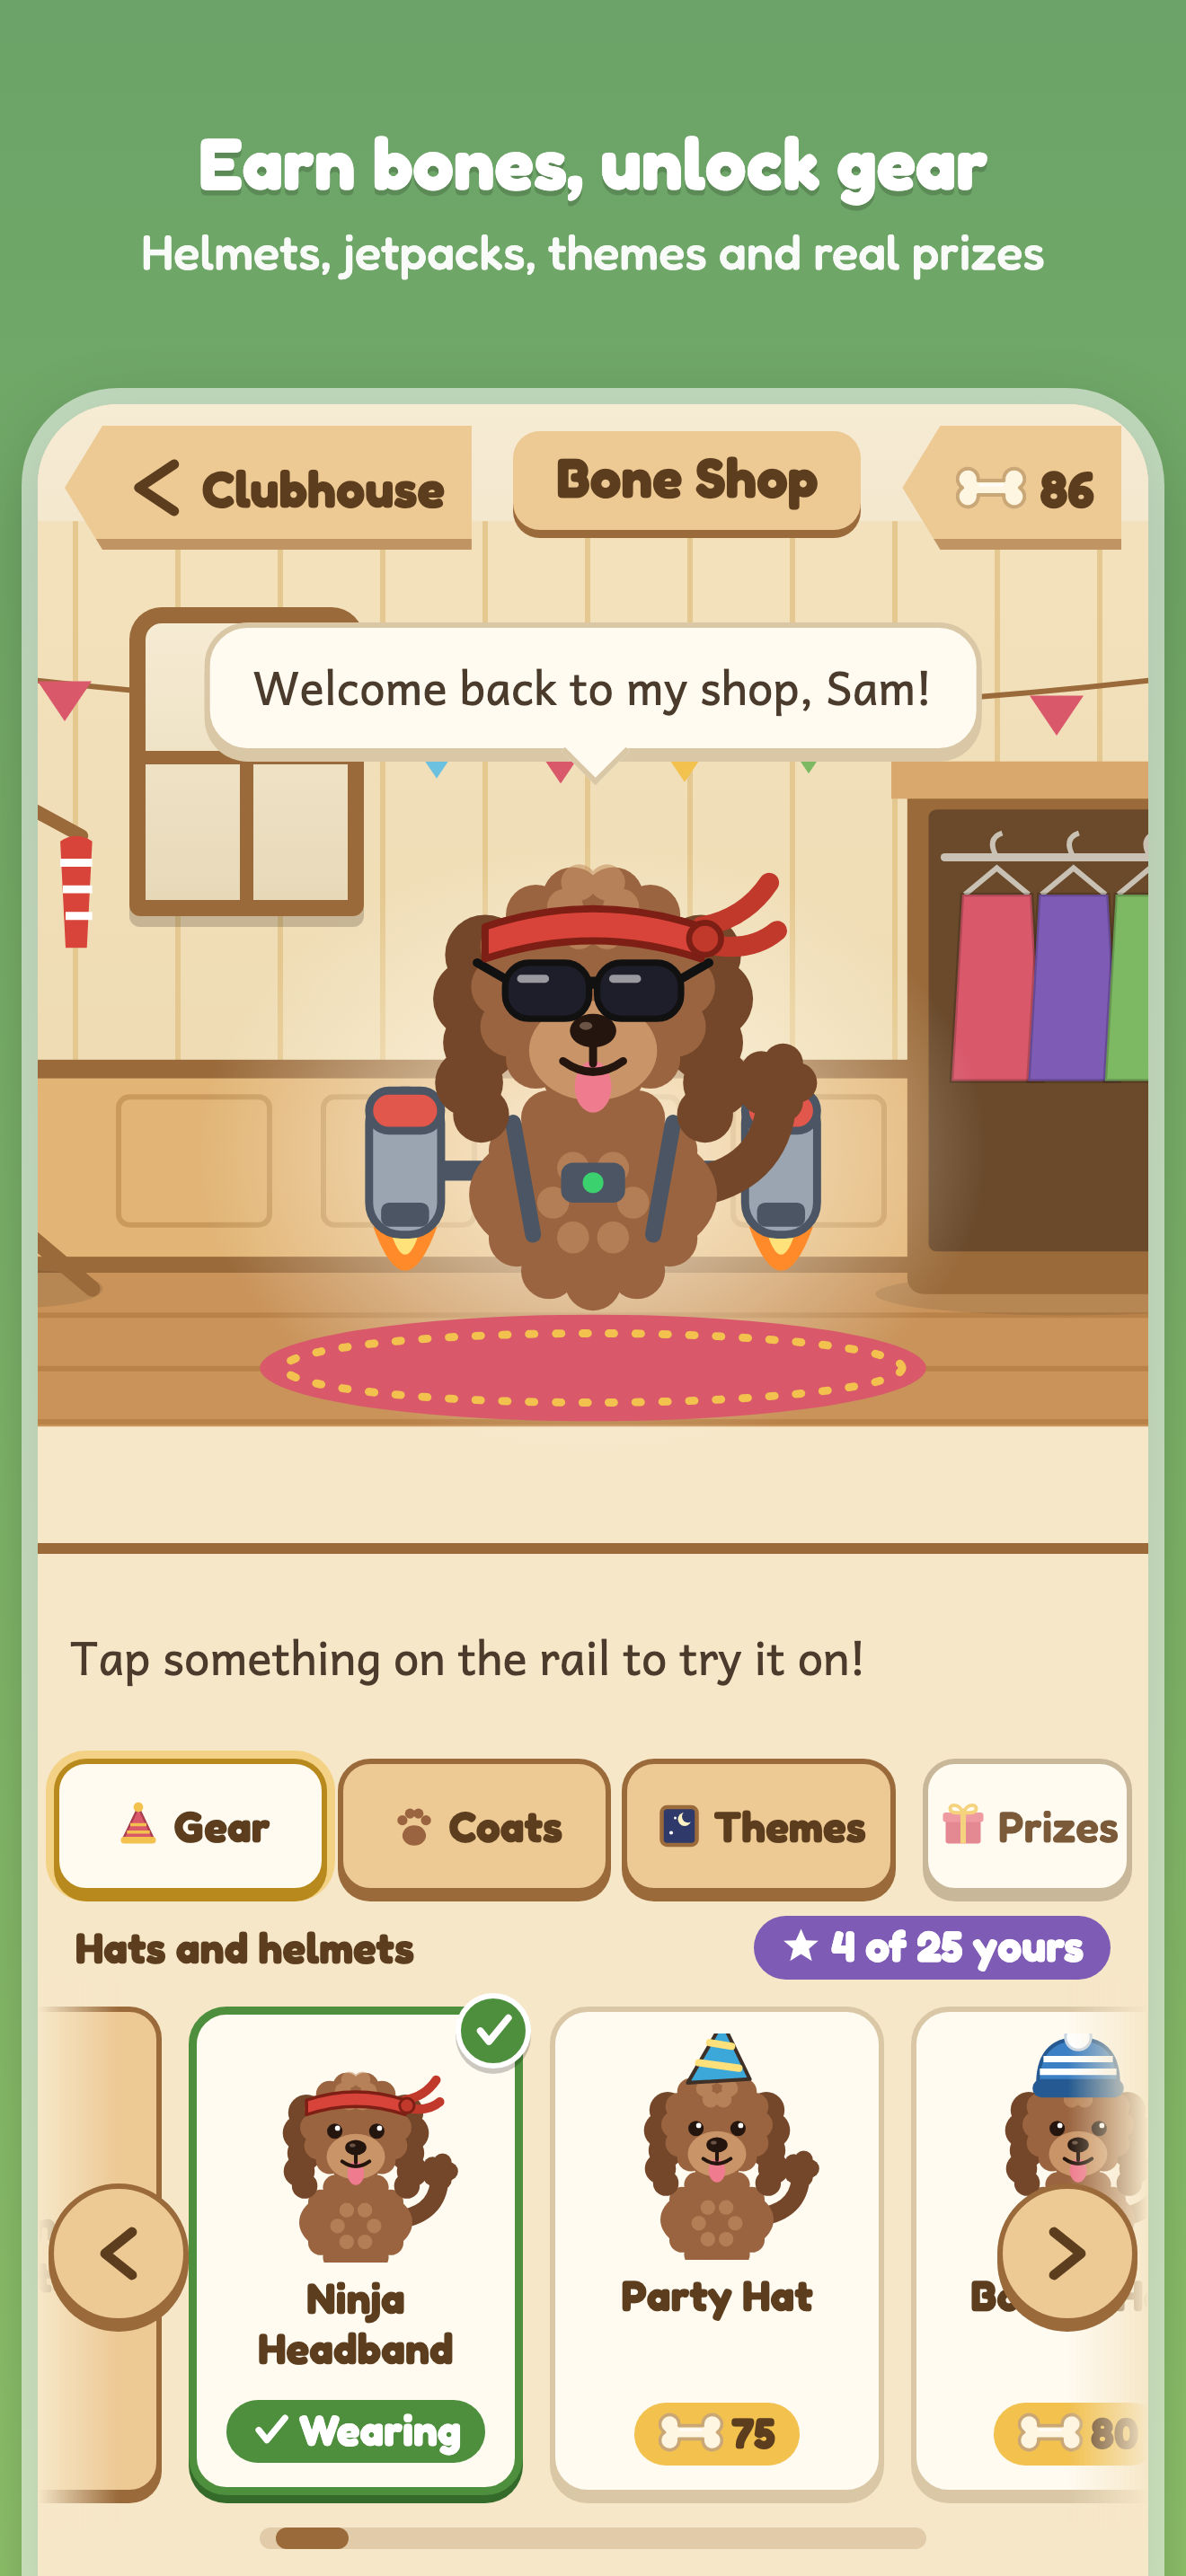 Earn bones, unlock gear
Helmets, jetpacks, themes and real prizes
Clubhouse
Bone Shop
86
Welcome back to my shop, Sam!
Tap something on the rail to try it on!
Gear
Coats
Themes
Prizes
Hats and helmets
4 of 25 yours
Ninja
Headband
Party Hat
Wearing
75
80